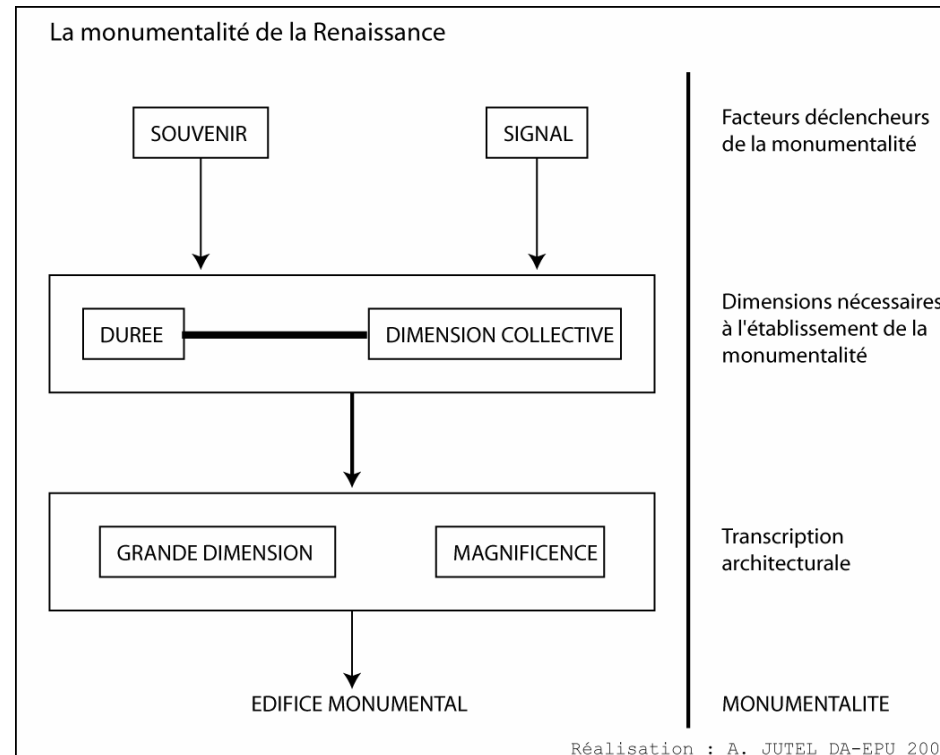 La monumentalité de la Renaissance
SOUVENIR
SIGNAL
Facteurs déclencheurs
de la monumentalité
DUREE
DIMENSION COLLECTIVE
Dimensions nécessaires
à l'établissement de la
monumentalité
GRANDE DIMENSION
MAGNIFICENCE
Transcription
architecturale
EDIFICE MONUMENTAL
MONUMENTALITE
Réalisation : A. JUTEL DA-EPU 200